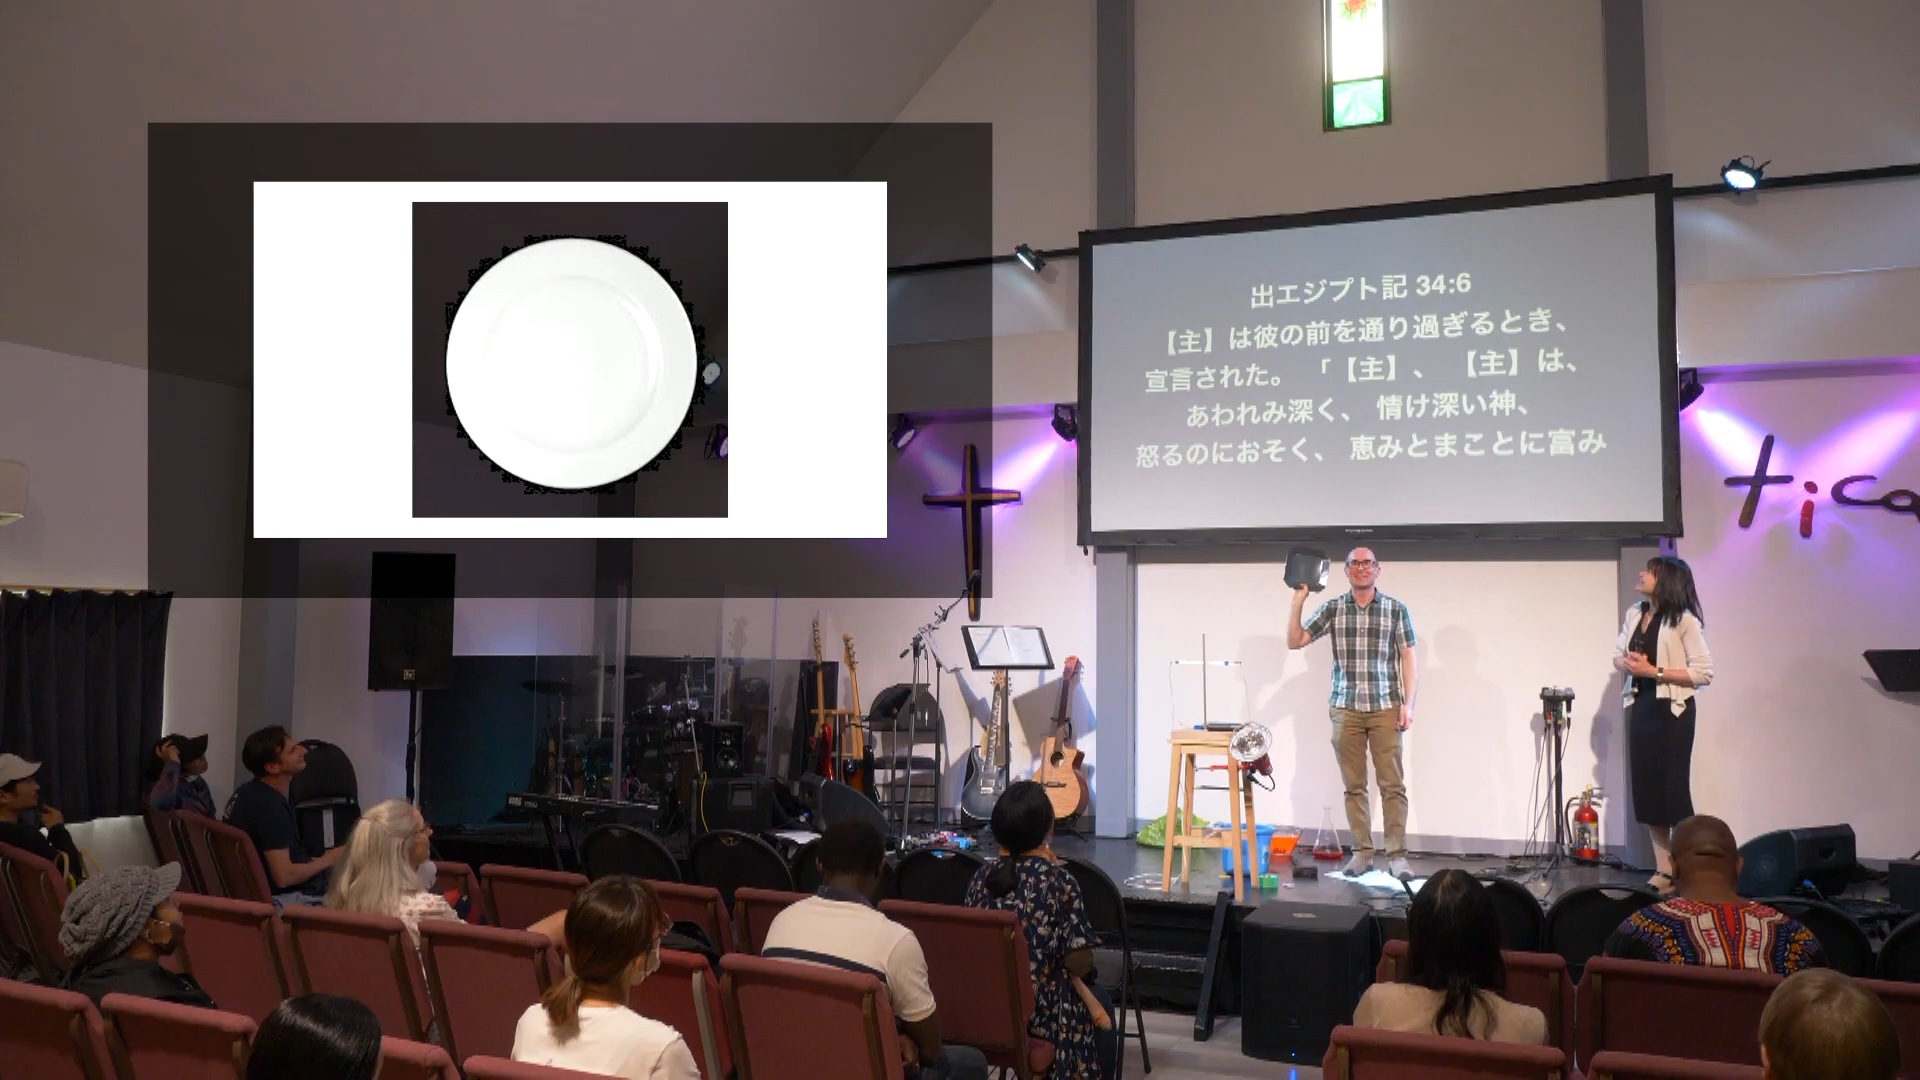 出エジプト記 34:6
【主】は彼の前を通り過ぎるとき、
宣言された。 「【主】、 【主】は、
あわれみ深く、 情け深い神、
怒るのにおそく、 恵みとまことに富み
tica